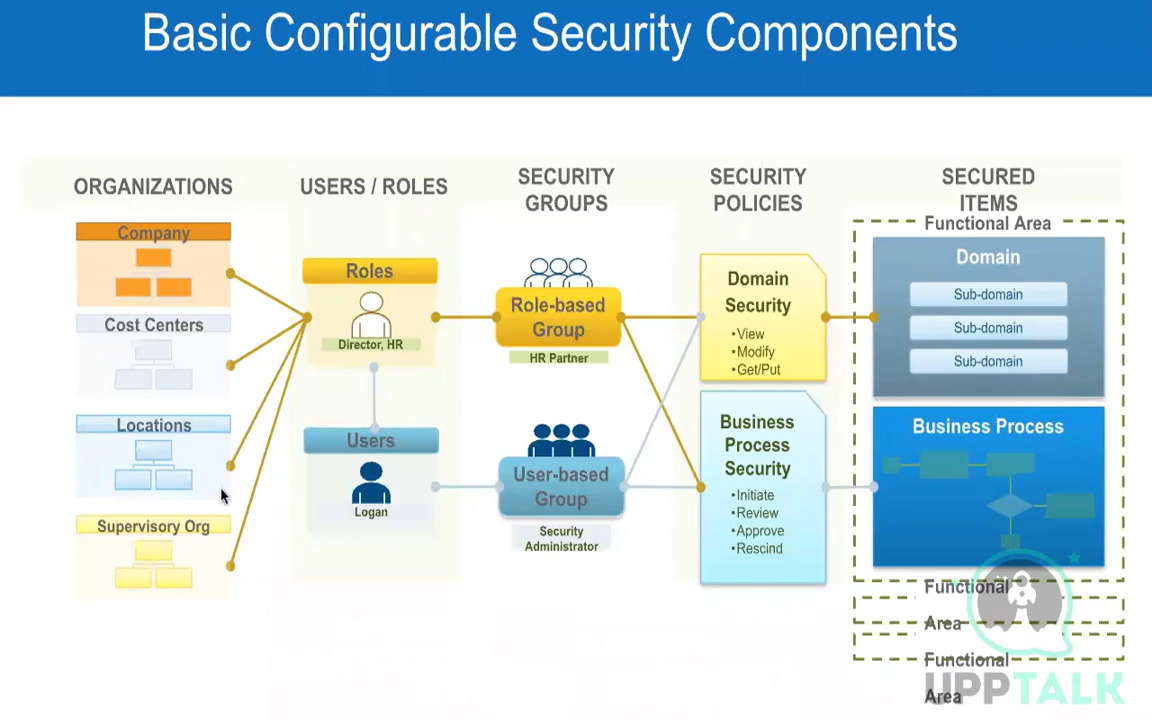 Basic Configurable Security Components
ORGANIZATIONS
USERS / ROLES
SECURITY
GROUPS
SECURITY
POLICIES
SECURED
ITEMS
Company
Cost Centers
Locations
Supervisory Org
Roles
Director, HR
Users
Logan
Role-based
Group
HR Partner
User-based
Group
Security
Administrator
Domain
Security
•View
•Modify
•Get/Put
Business
Process
Security
•Initiate
•Review
•Approve
•Rescind
Functional Area
Domain
Sub-domain
Sub-domain
Sub-domain
Business Process
Functional
Area
Functional
Area
UPPTALK